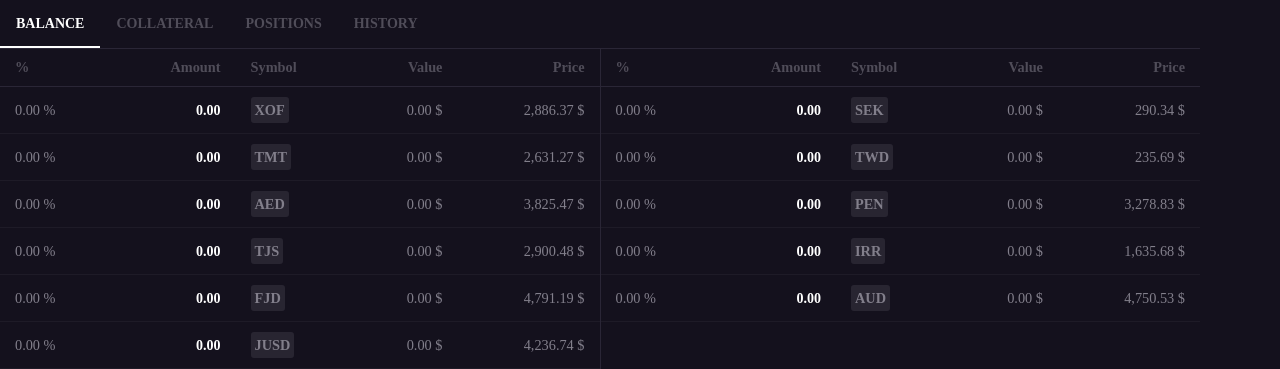 BALANCE COLLATERAL POSITIONS HISTORY
% Amount Symbol Value Price % Amount Symbol Value Price
0.00 % 0.00 XOF 0.00 $ 2,886.37 $ 0.00 % 0.00 SEK 0.00 $ 290.34 $
0.00 % 0.00 TMT 0.00 $ 2,631.27 $ 0.00 % 0.00 TWD 0.00 $ 235.69 $
0.00 % 0.00 AED 0.00 $ 3,825.47 $ 0.00 % 0.00 PEN 0.00 $ 3,278.83 $
0.00 % 0.00 TJS 0.00 $ 2,900.48 $ 0.00 % 0.00 IRR 0.00 $ 1,635.68 $
0.00 % 0.00 FJD 0.00 $ 4,791.19 $ 0.00 % 0.00 AUD 0.00 $ 4,750.53 $
0.00 % 0.00 JUSD 0.00 $ 4,236.74 $